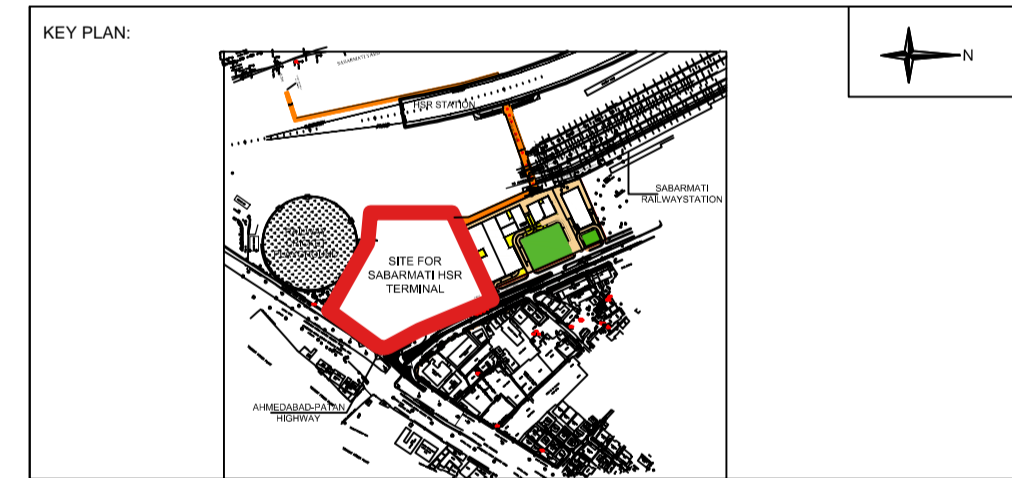 KEY PLAN:
N
HSR STATION
SABARMATI
RAILWAYSTATION
SITE FOR
SABARMATI HSR
TERMINAL
AHMEDABAD-PATAN
HIGHWAY